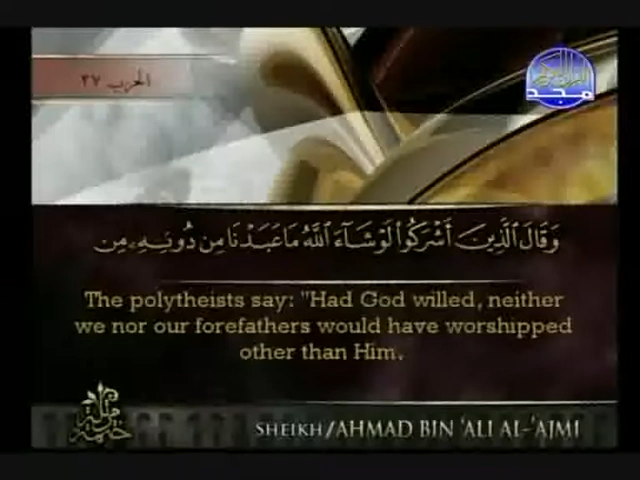 الحزب ٢٧
مجد
وَقَالَ ٱلَّذِينَ أَشْرَكُوا۟ لَوْ شَآءَ ٱللَّهُ مَا عَبَدْنَا مِن دُونِهِۦ مِن
The polytheists say: "Had God willed, neither
we nor our forefathers would have worshipped
other than Him.
SHEIKH/AHMAD BIN 'ALI AL-'AJMI